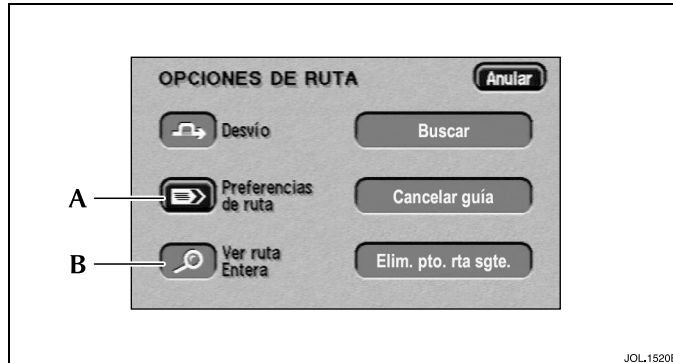 OPCIONES DE RUTA
Anular
Desvío
Buscar
A
Preferencias
de ruta
Cancelar guía
B
Ver ruta
Entera
Elim. pto. rta sgte.
JOL.1520E